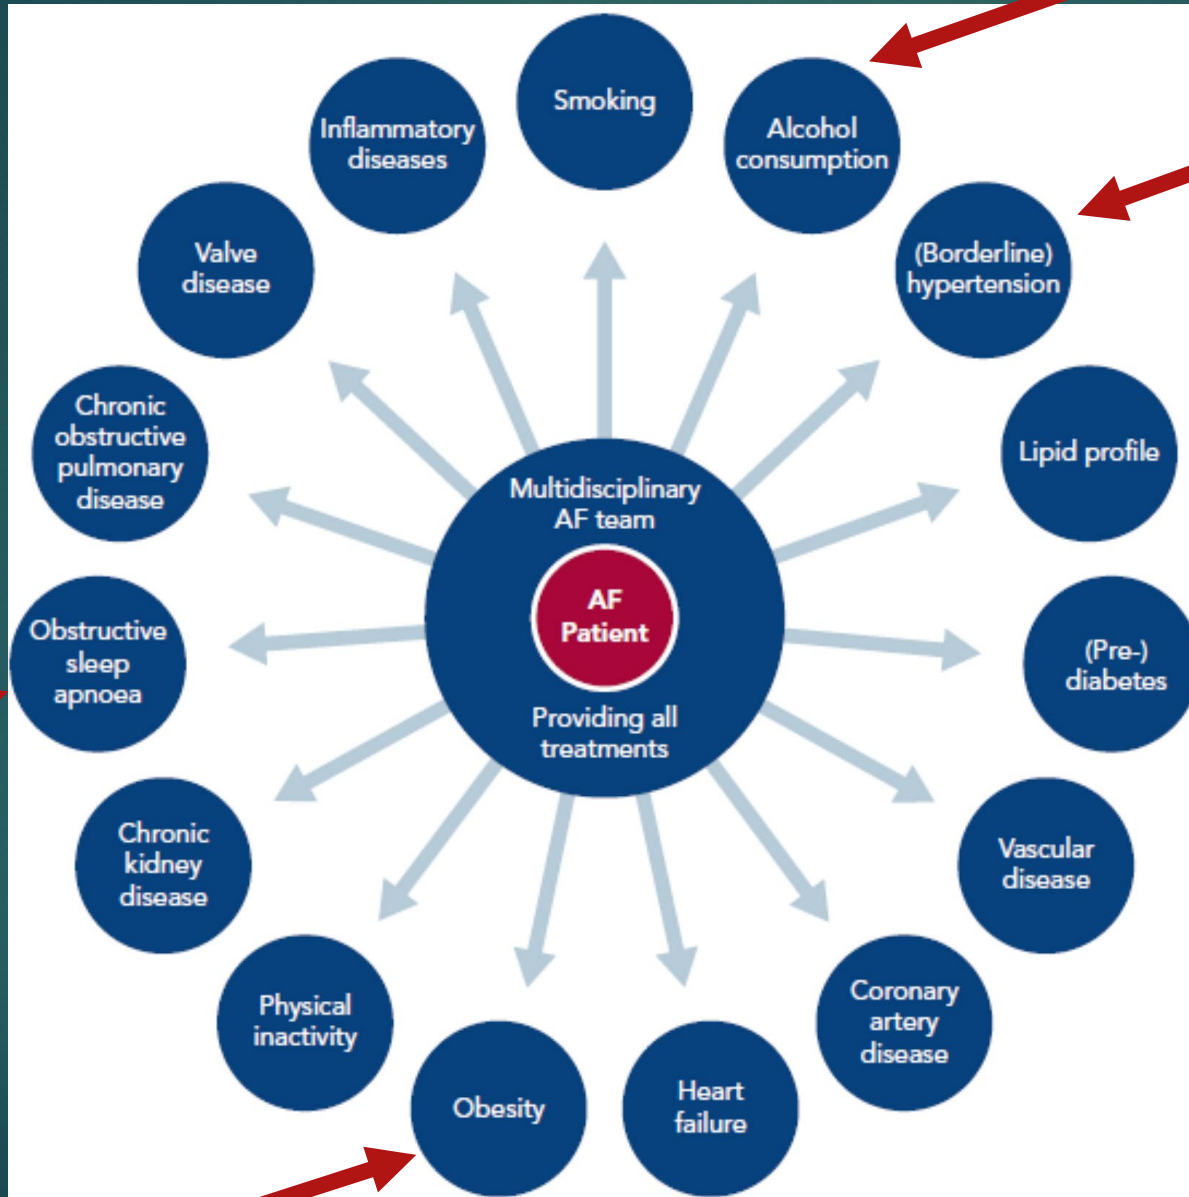 Smoking
Alcohol
consumption
(Borderline)
hypertension
Lipid profile
(Pre-)
diabetes
Vascular
disease
Coronary
artery
disease
Heart
failure
Obesity
Physical
inactivity
Chronic
kidney
disease
Obstructive
sleep
apnoea
Chronic
obstructive
pulmonary
disease
Valve
disease
Inflammatory
diseases
Multidisciplinary
AF team
AF
Patient
Providing all
treatments